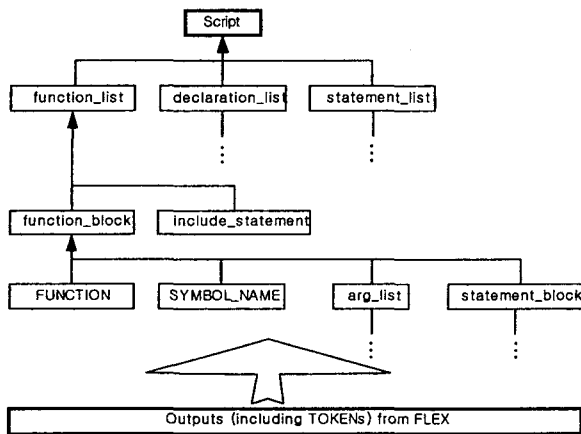 Script
function_list
declaration_list
statement_list
function_block
include_statement
FUNCTION
SYMBOL_NAME
arg_list
statement_block
Outputs (including TOKENs) from FLEX